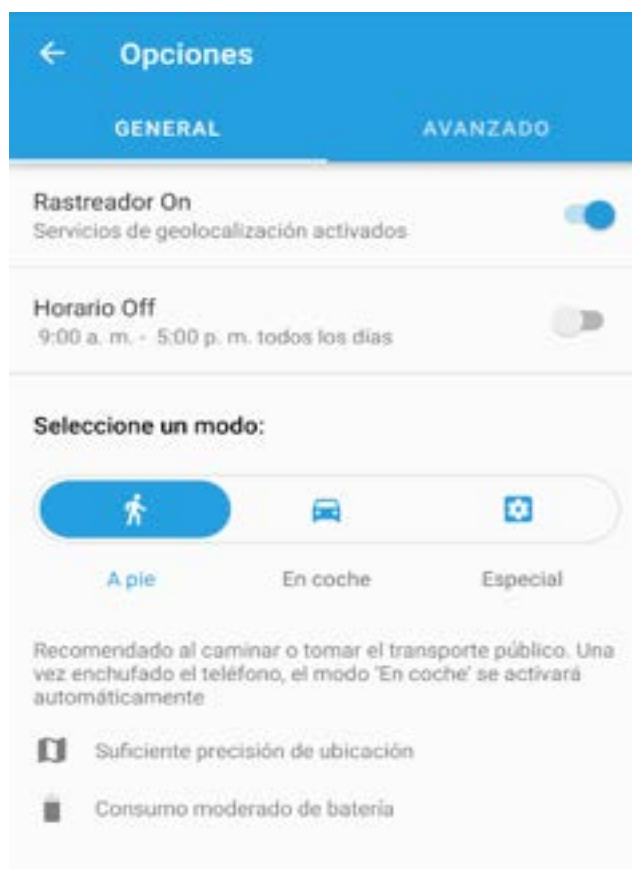 Opciones
GENERAL AVANZADO
Rastreador On
Servicios de geolocalización activados
Horario Off
9:00 a. m. - 5:00 p. m. todos los días
Seleccione un modo:
A pie En coche Especial
Recomendado al caminar o tomar el transporte público. Una
vez enchufado el teléfono, el modo 'En coche' se activará
automáticamente
Suficiente precisión de ubicación
Consumo moderado de batería